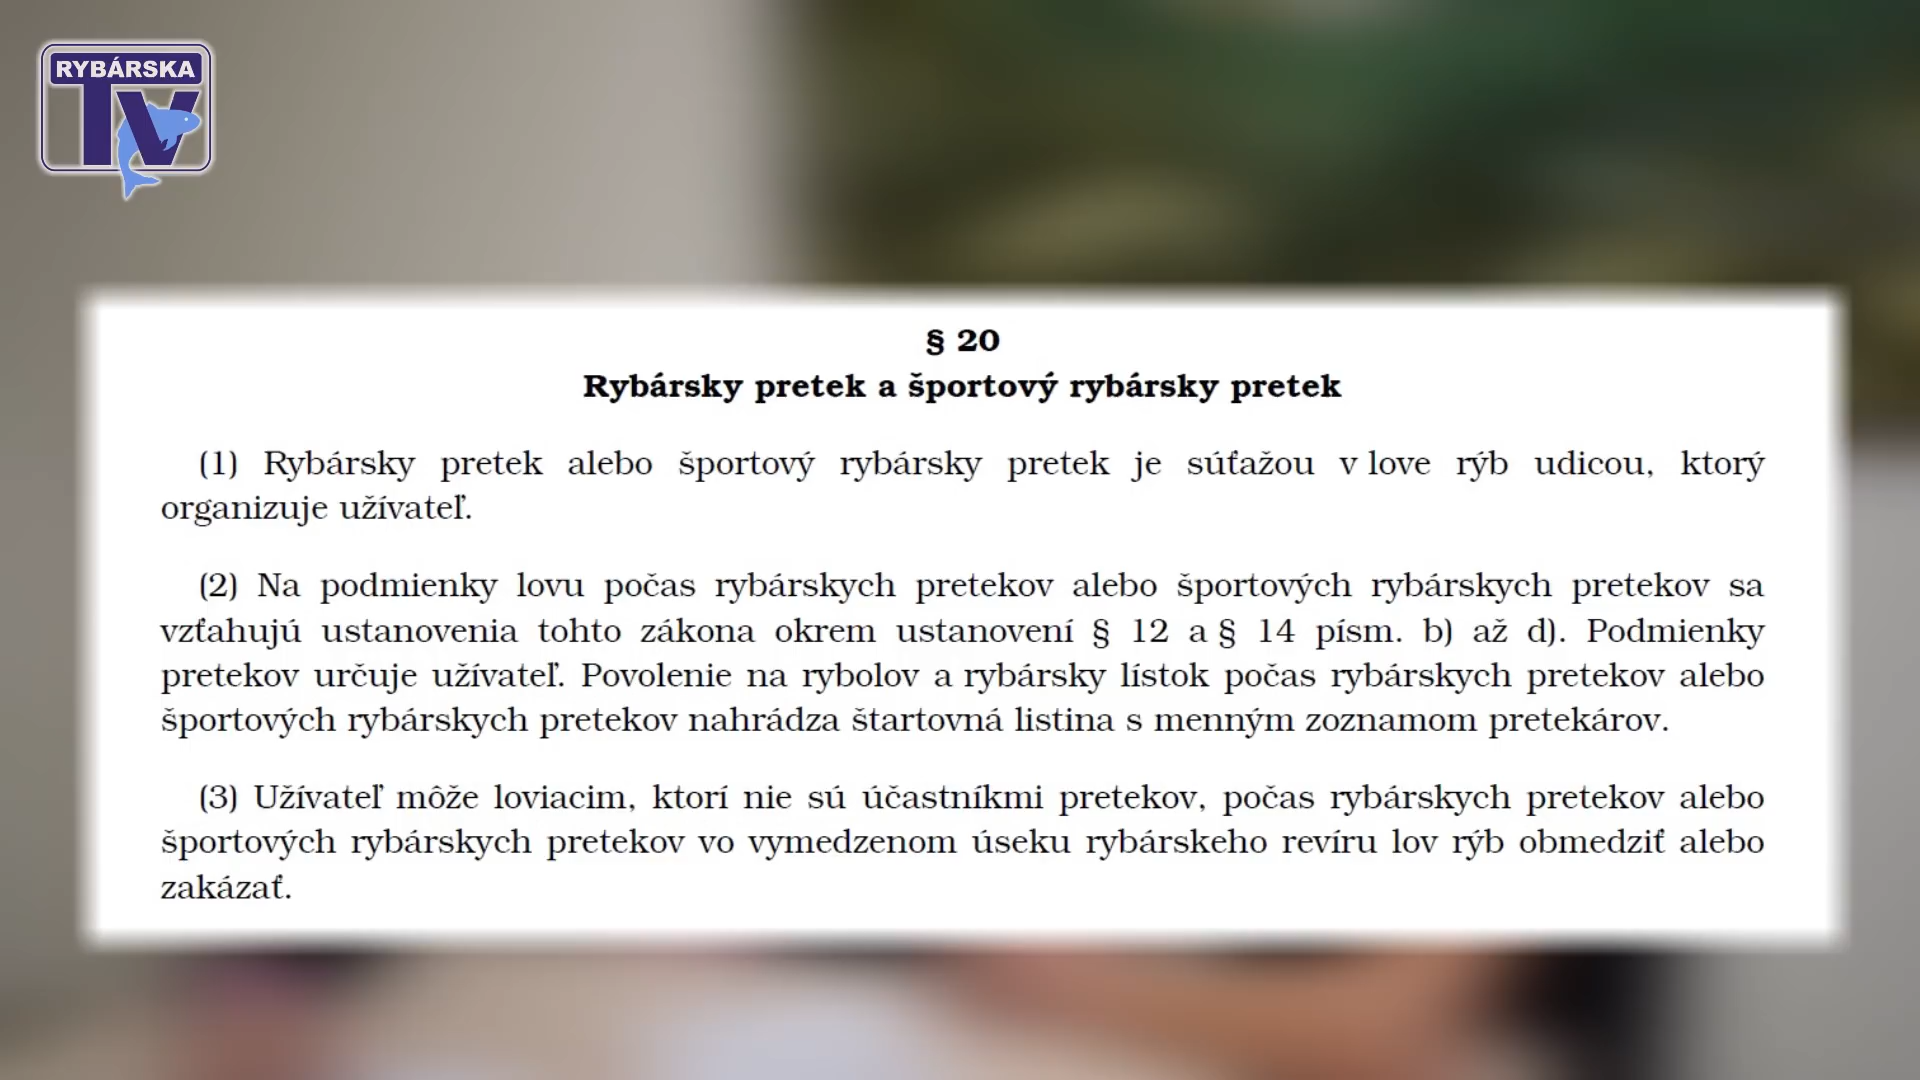 RYBÁRSKA
TV
§ 20
Rybársky pretek a športový rybársky pretek
(1) Rybársky pretek alebo športový rybársky pretek je súťažou v love rýb udicou, ktorý
organizuje užívateľ.
(2) Na podmienky lovu počas rybárskych pretekov alebo športových rybárskych pretekov sa
vzťahujú ustanovenia tohto zákona okrem ustanovení § 12 a § 14 písm. b) až d). Podmienky
pretekov určuje užívateľ. Povolenie na rybolov a rybársky lístok počas rybárskych pretekov alebo
športových rybárskych pretekov nahrádza štartovná listina s menným zoznamom pretekárov.
(3) Užívateľ môže loviacim, ktorí nie sú účastníkmi pretekov, počas rybárskych pretekov alebo
športových rybárskych pretekov vo vymedzenom úseku rybárskeho revíru lov rýb obmedziť alebo
zakázať.